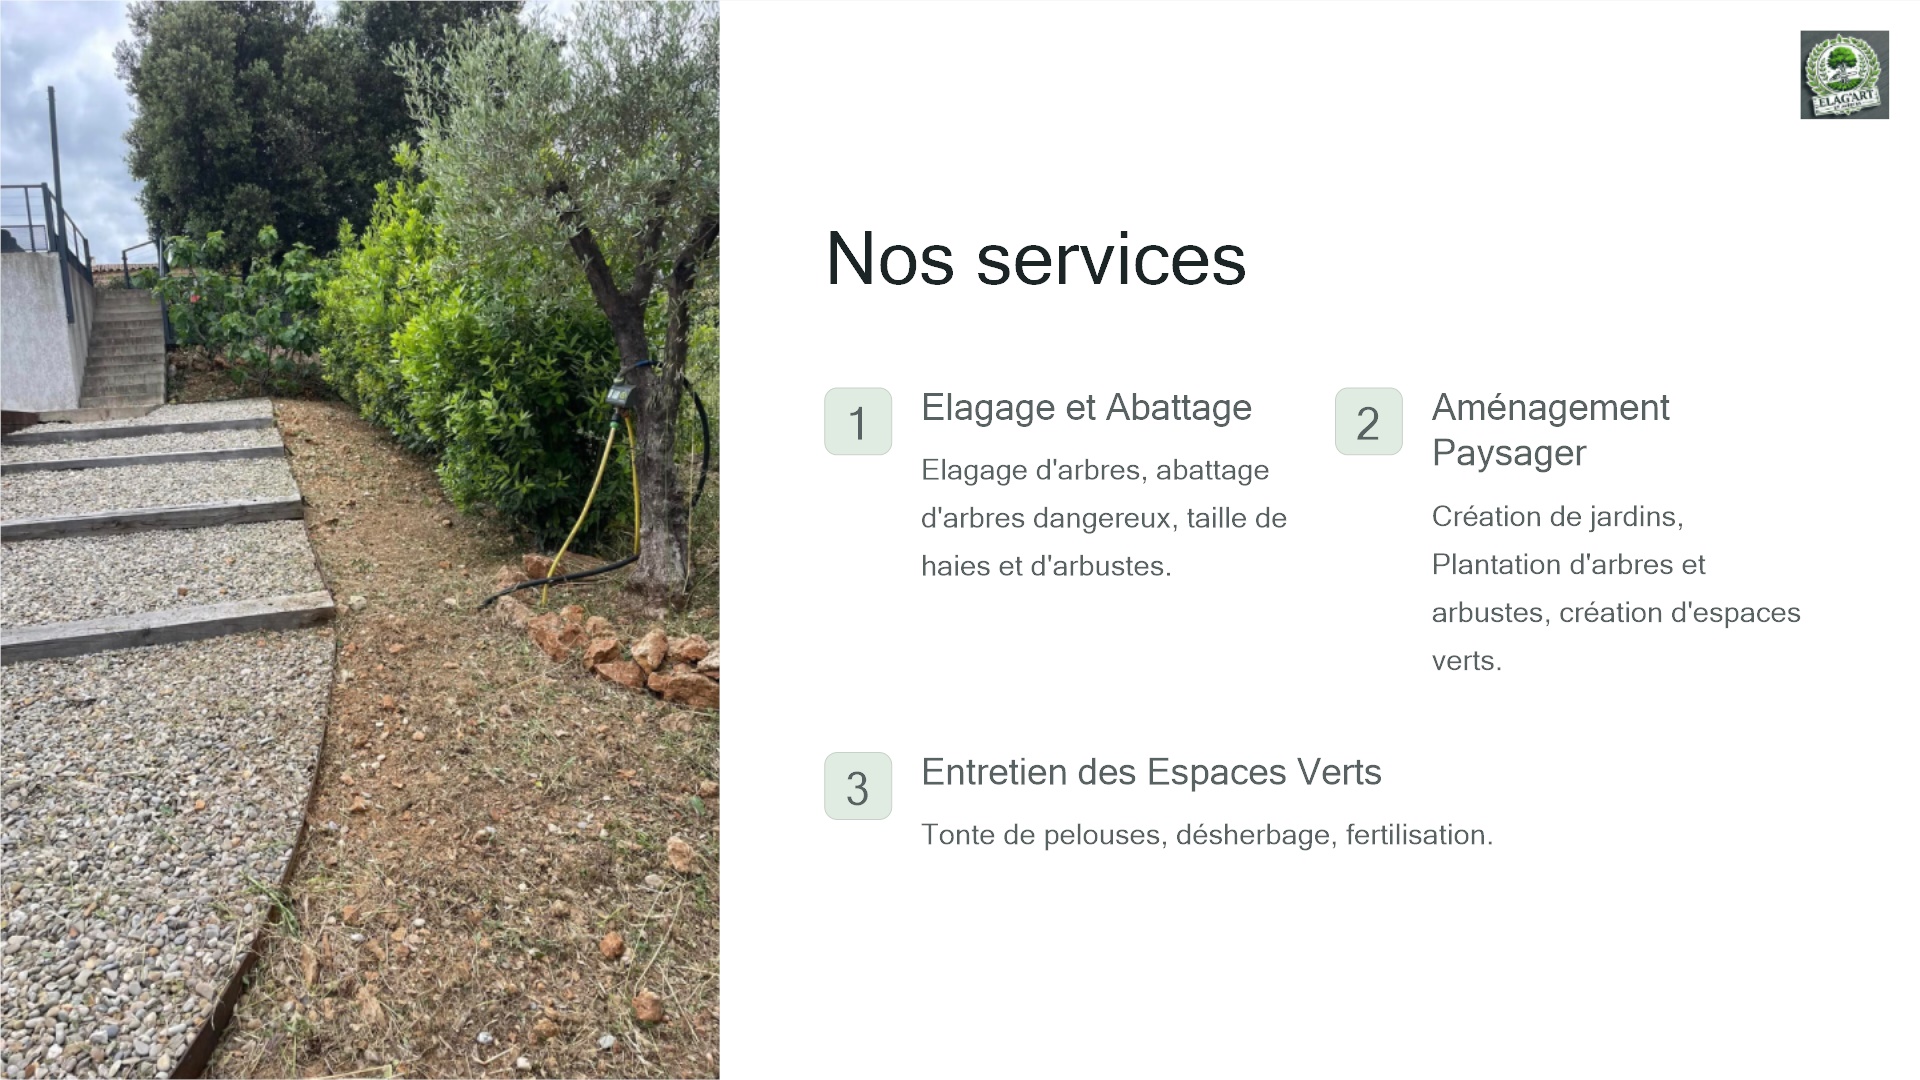 ELAG'ART
Nos services
1
Elagage et Abattage
Elagage d'arbres, abattage
d'arbres dangereux, taille de
haies et d'arbustes.
2
Aménagement
Paysager
Création de jardins,
Plantation d'arbres et
arbustes, création d'espaces
verts.
3
Entretien des Espaces Verts
Tonte de pelouses, désherbage, fertilisation.